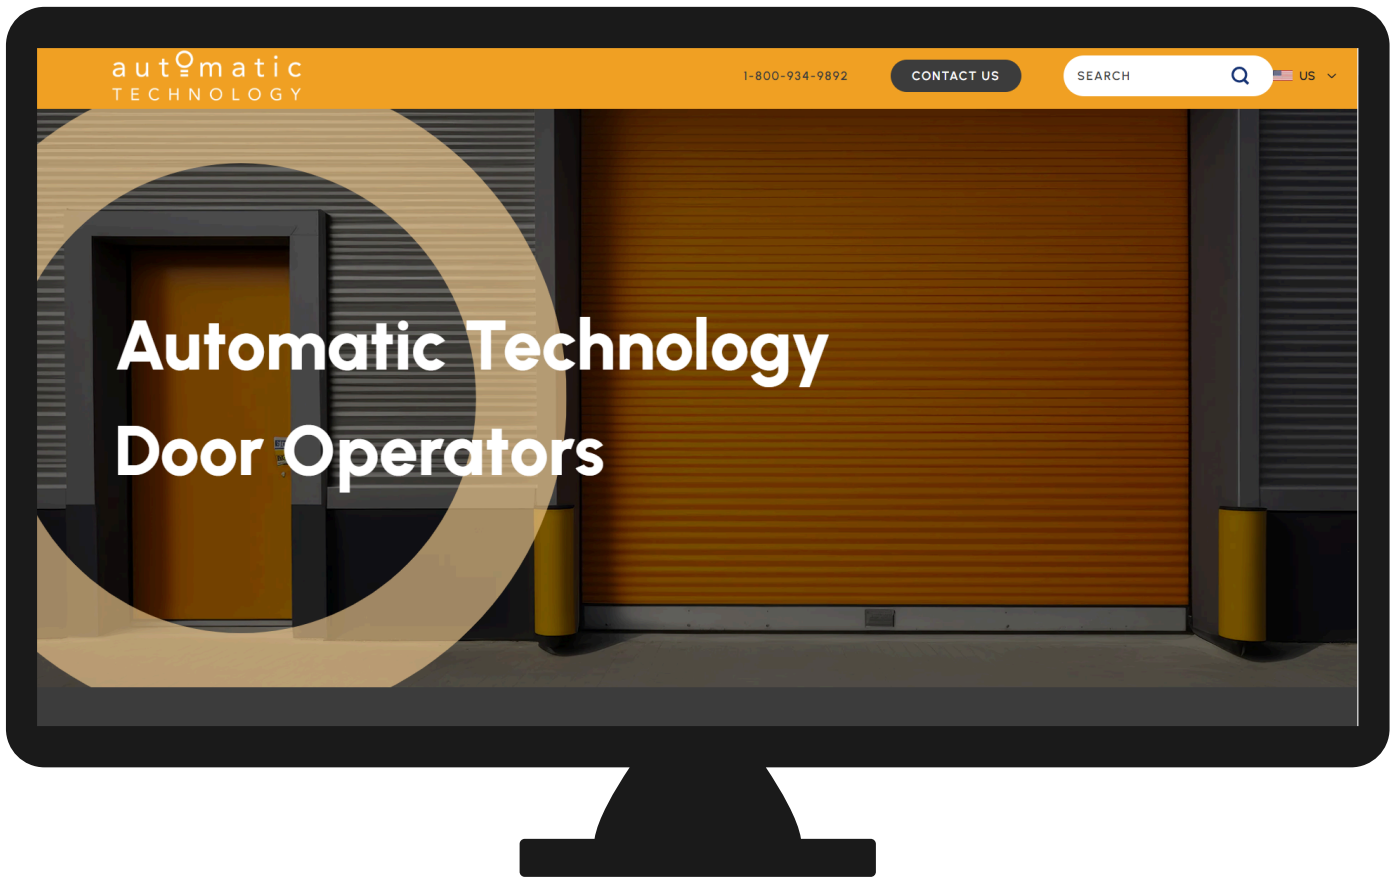 automatic
TECHNOLOGY
1-800-934-9892
CONTACT US
SEARCH
US
Automatic Technology
Door Operators